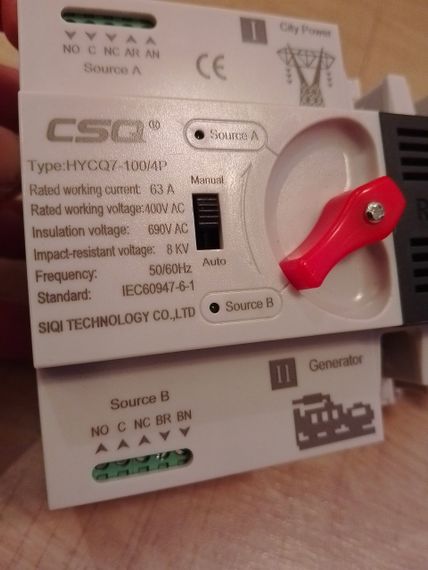 I City Power
NO C NC AR AN
Source A
CE
CSQ®
Source A
Type:HYCQ7-100/4P
Manual
Rated working current: 63 A
Rated working voltage:400V AC
Insulation voltage: 690V AC
Impact-resistant voltage: 8 KV
Auto
Frequency: 50/60Hz
Standard: IEC60947-6-1
Source B
SIQI TECHNOLOGY CO.,LTD
II Generator
Source B
NO C NC BR BN